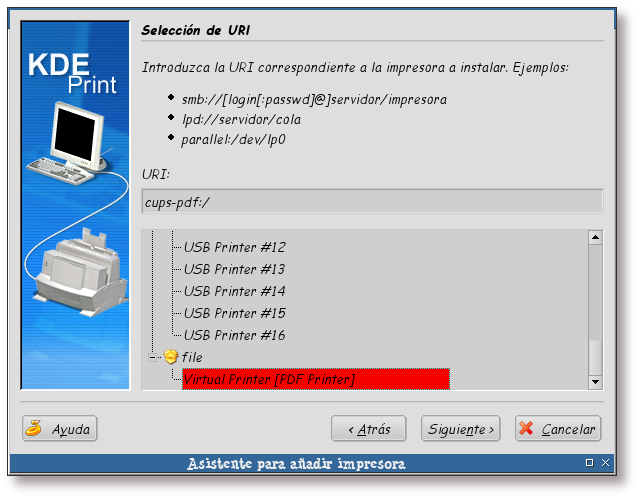 KDE
Print
Selección de URI
Introduzca la URI correspondiente a la impresora a instalar. Ejemplos:
smb://[login[:passwd]@]servidor/impresora
lpd://servidor/cola
parallel:/dev/lp0
URI:
cups-pdf:/
USB Printer #12
USB Printer #13
USB Printer #14
USB Printer #15
USB Printer #16
file
Virtual Printer [PDF Printer]
Ayuda
< Atrás
Siguiente >
Cancelar
Asistente para añadir impresora